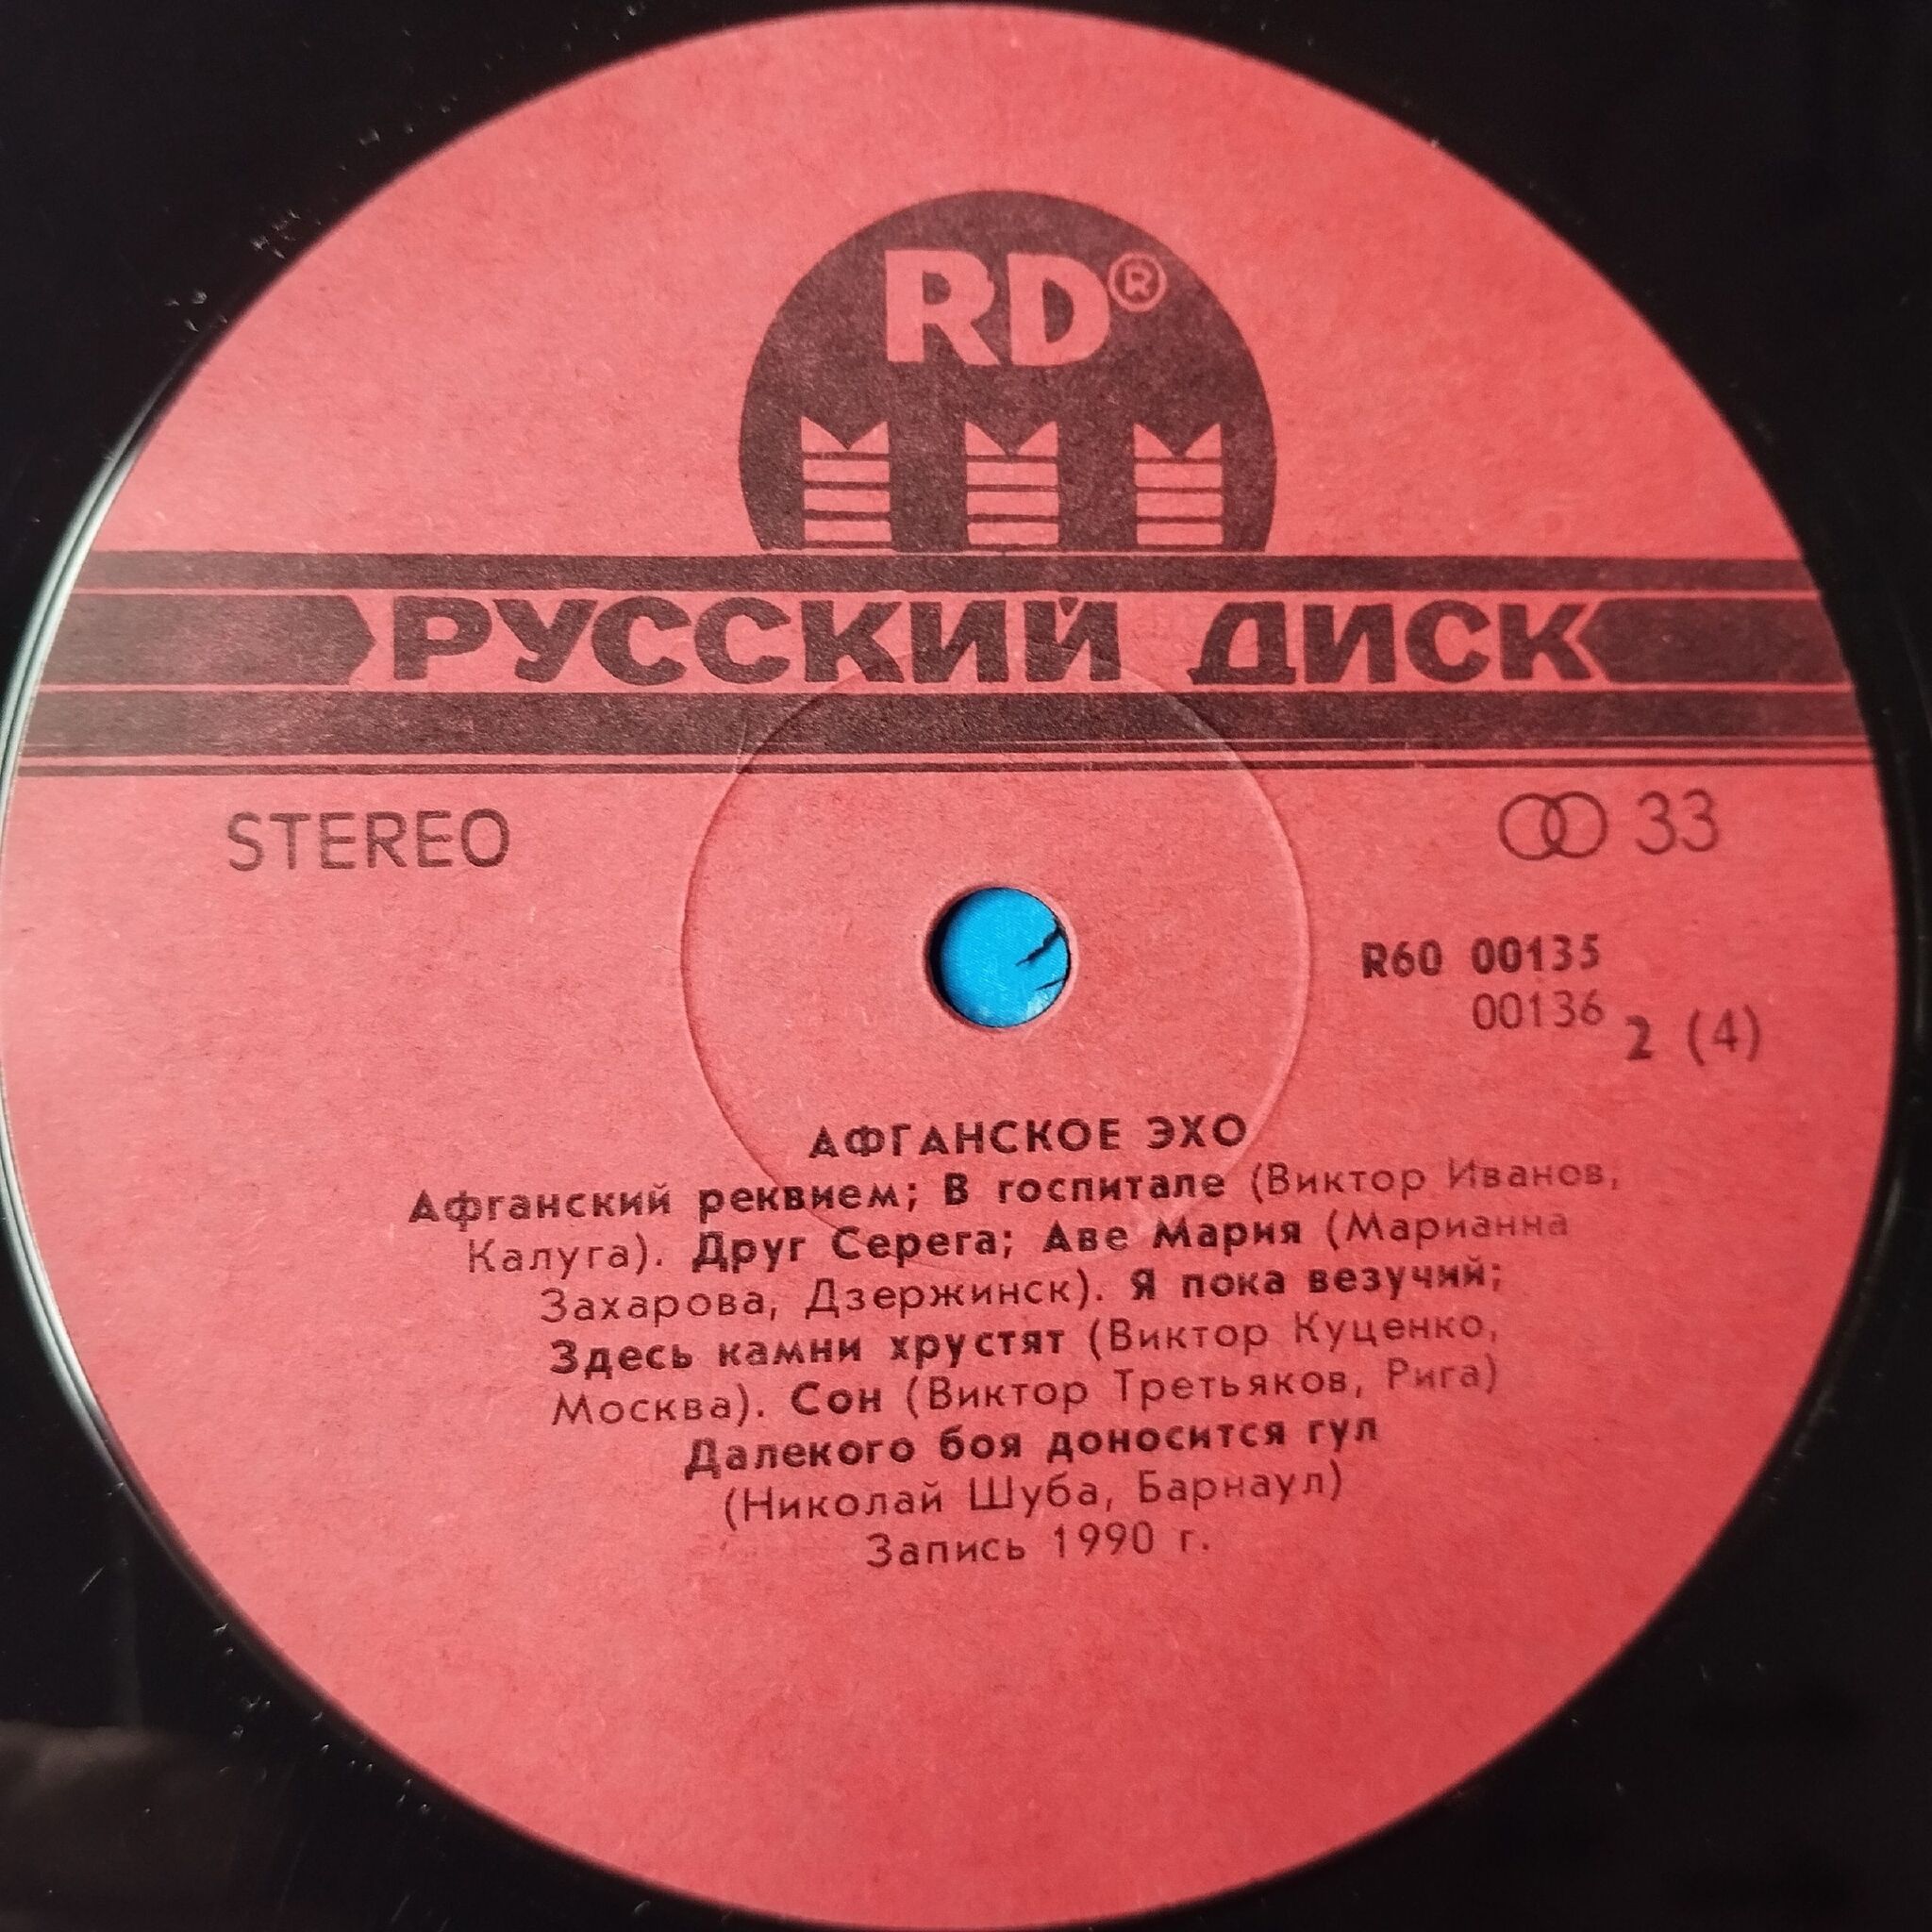 RD®
РУССКИЙ ДИСК
STEREO
33
R60 00135
00136
2 (4)
АФГАНСКОЕ ЭХО
Афганский реквием; В госпитале (Виктор Иванов,
Калуга). Друг Серега; Аве Мария (Марианна
Захарова, Дзержинск). Я пока везучий;
Здесь камни хрустят (Виктор Куценко,
Москва). Сон (Виктор Третьяков, Рига)
Далекого боя доносится гул
(Николай Шуба, Барнаул)
Запись 1990 г.